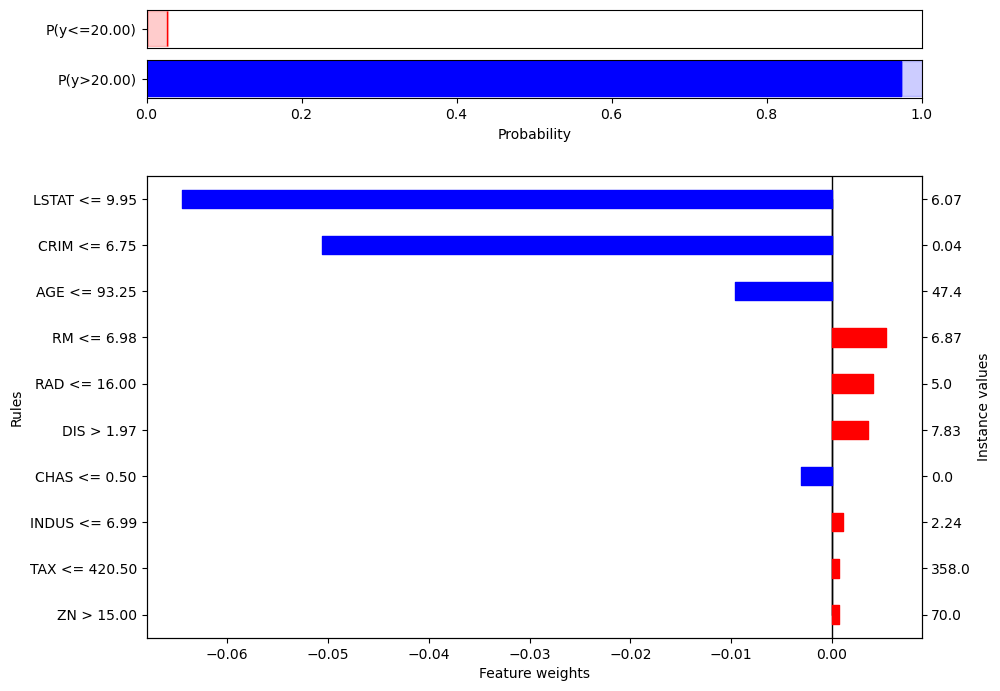 P(y<=20.00)
P(y>20.00)
0.0 0.2 0.4 0.6 0.8 1.0
Probability
LSTAT <= 9.95 6.07
CRIM <= 6.75 0.04
AGE <= 93.25 47.4
RM <= 6.98 6.87
RAD <= 16.00 5.0
DIS > 1.97 7.83
CHAS <= 0.50 0.0
INDUS <= 6.99 2.24
TAX <= 420.50 358.0
ZN > 15.00 70.0
Rules
Instance values
−0.06 −0.05 −0.04 −0.03 −0.02 −0.01 0.00
Feature weights